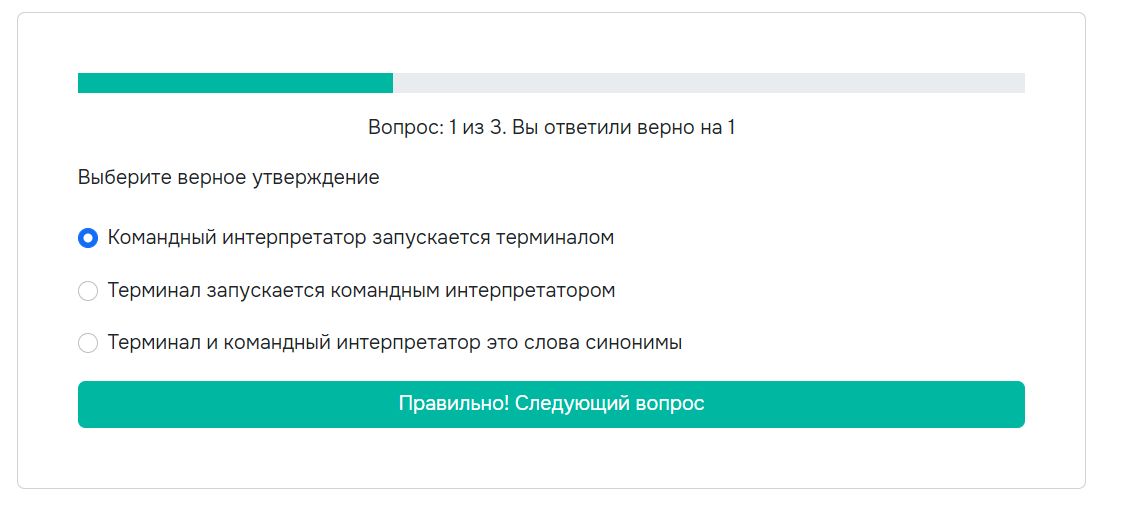 Вопрос: 1 из 3. Вы ответили верно на 1
Выберите верное утверждение
Командный интерпретатор запускается терминалом
Терминал запускается командным интерпретатором
Терминал и командный интерпретатор это слова синонимы
Правильно! Следующий вопрос